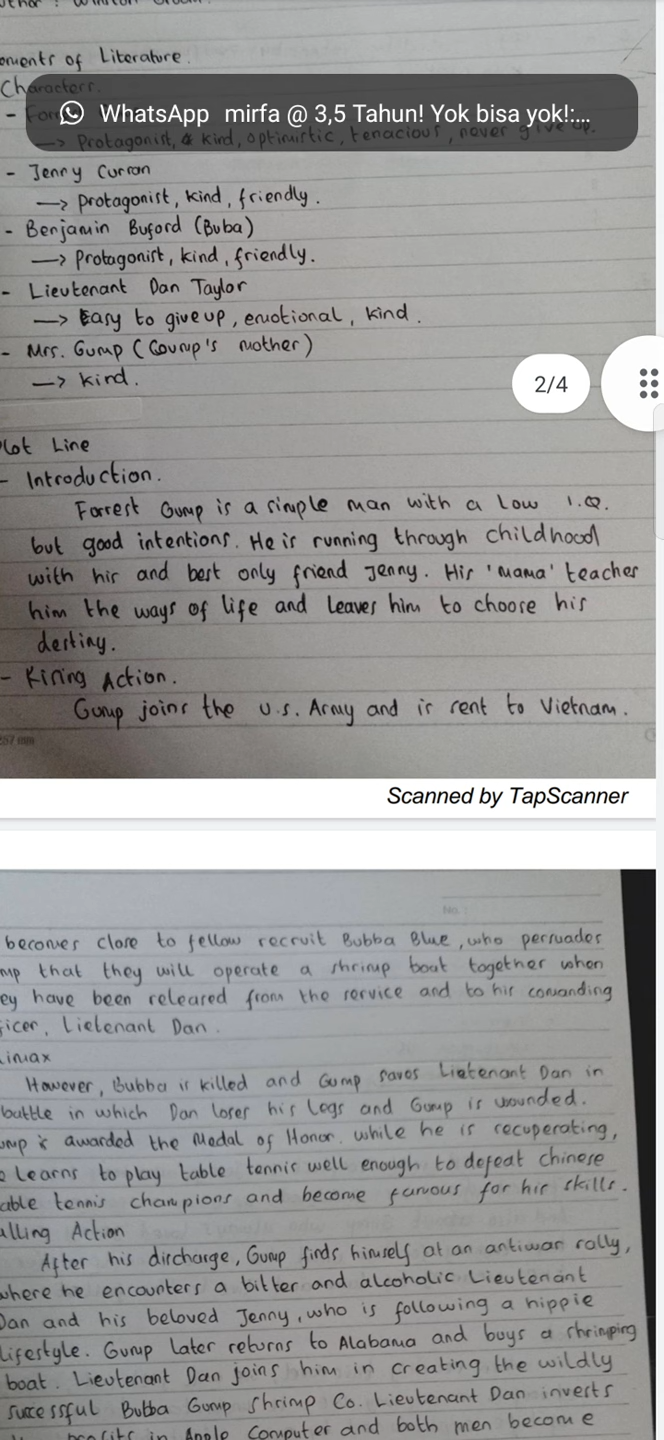 Author : Winston Groom
oments of Literature.
Characters.
WhatsApp mirfa @ 3,5 Tahun! Yok bisa yok!:...
-> Protagonist, & kind, optimistic, tenacious, never give up.
- Jenny Curran
-> Protagonist, kind, friendly.
- Benjamin Buford (Buba)
-> Protagonist, kind, friendly.
- Lieutenant Dan Taylor
-> Easy to give up, emotional, kind.
- Mrs. Gump (Goump's mother)
-> kind.
2/4
lot Line
- Introduction.
Forrest Gump is a simple man with a low I.Q.
but good intentions. He is running through childhood
with his and best only friend Jenny. His 'mama' teaches
him the ways of life and leaves him to choose his
destiny.
- Rising Action.
Gump joins the U.S. Army and is sent to Vietnam.
57 mm
Scanned by TapScanner
No :
becomes close to fellow recruit Bubba Blue, who persuades
mp that they will operate a shrimp boat together when
ey have been released from the service and to his comanding
icer, Lietenant Dan.
imax
However, Bubba is killed and Gump saves Lietenant Dan in
battle in which Dan loses his legs and Gump is wounded.
ump is awarded the Medal of Honor. while he is recuperating,
e learns to play table tennis well enough to defeat chinese
able tennis champions and become famous for his skills.
alling Action
After his discharge, Gump finds himself at an antiwar rally,
where he encounters a bitter and alcoholic Lieutenant
Dan and his beloved Jenny, who is following a hippie
lifestyle. Gump later returns to Alabama and buys a shrimping
boat. Lieutenant Dan joins him in creating the wildly
successful Bubba Gump Shrimp Co. Lieutenant Dan invests
profits in Apple Computer and both men become